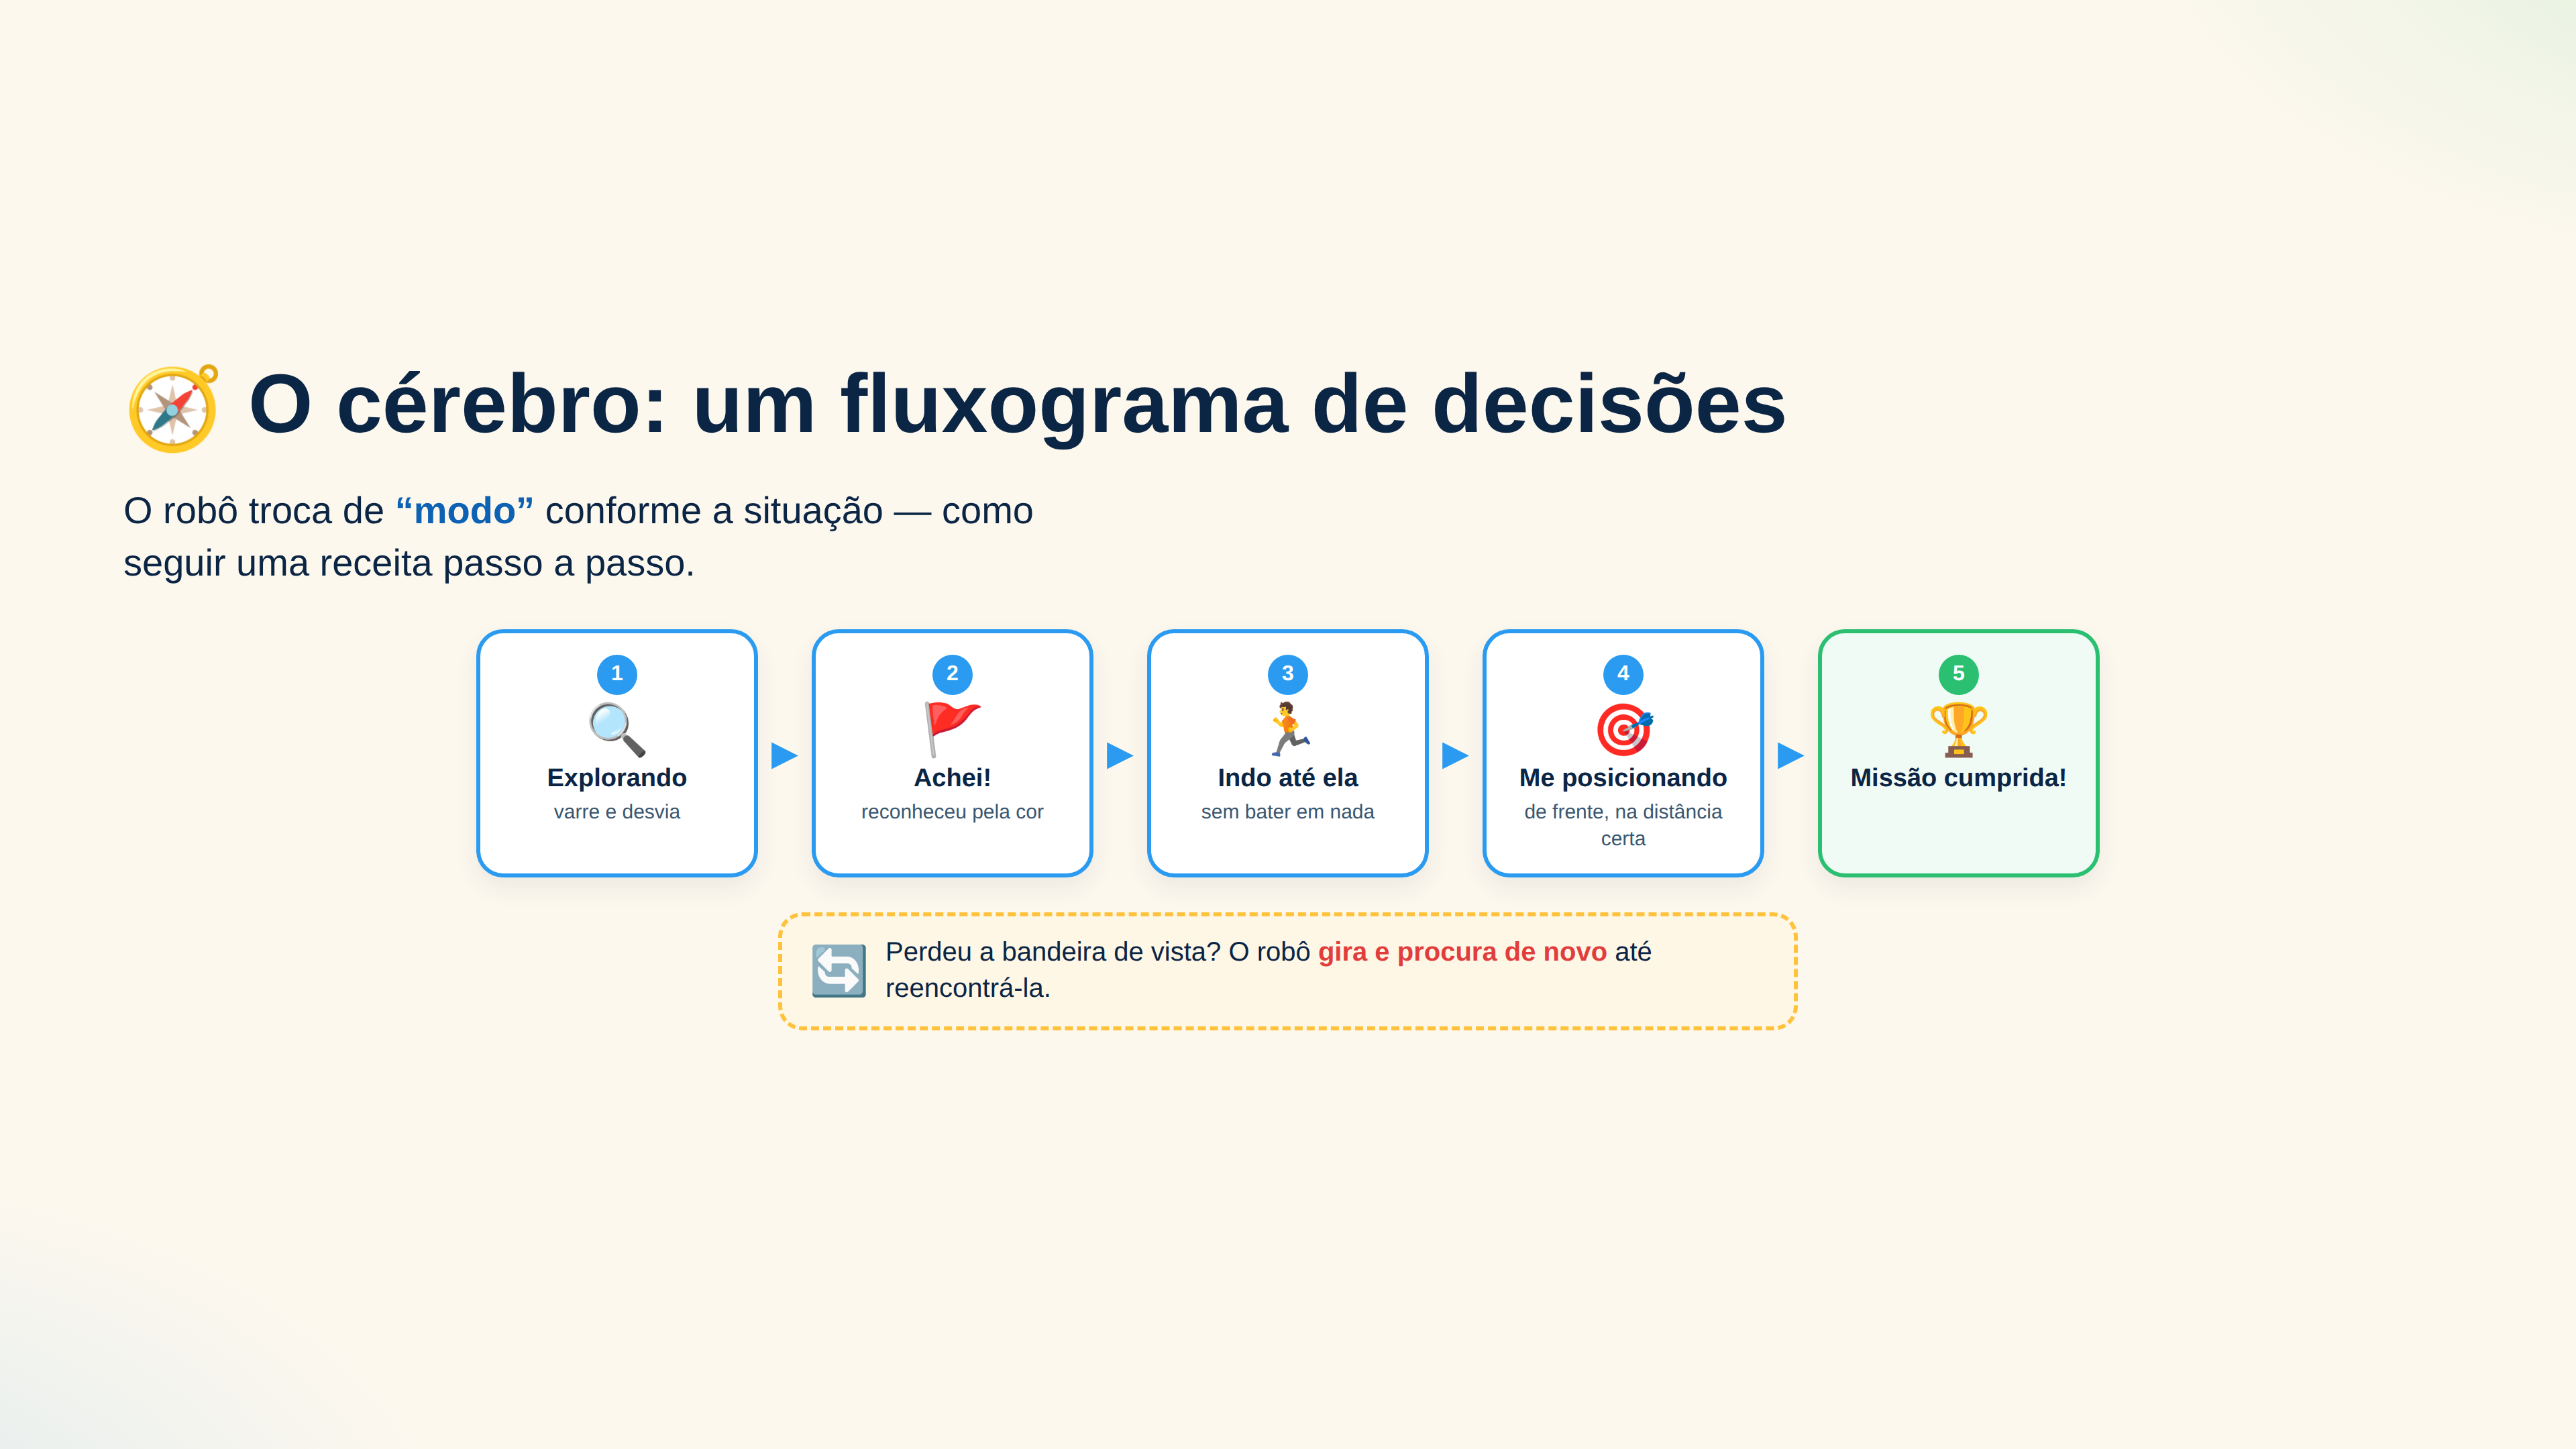 🧭 O cérebro: um fluxograma de decisões
O robô troca de “modo” conforme a situação — como
seguir uma receita passo a passo.
1
Explorando
varre e desvia
2
Achei!
reconheceu pela cor
3
Indo até ela
sem bater em nada
4
Me posicionando
de frente, na distância
certa
5
Missão cumprida!
Perdeu a bandeira de vista? O robô gira e procura de novo até
reencontrá-la.